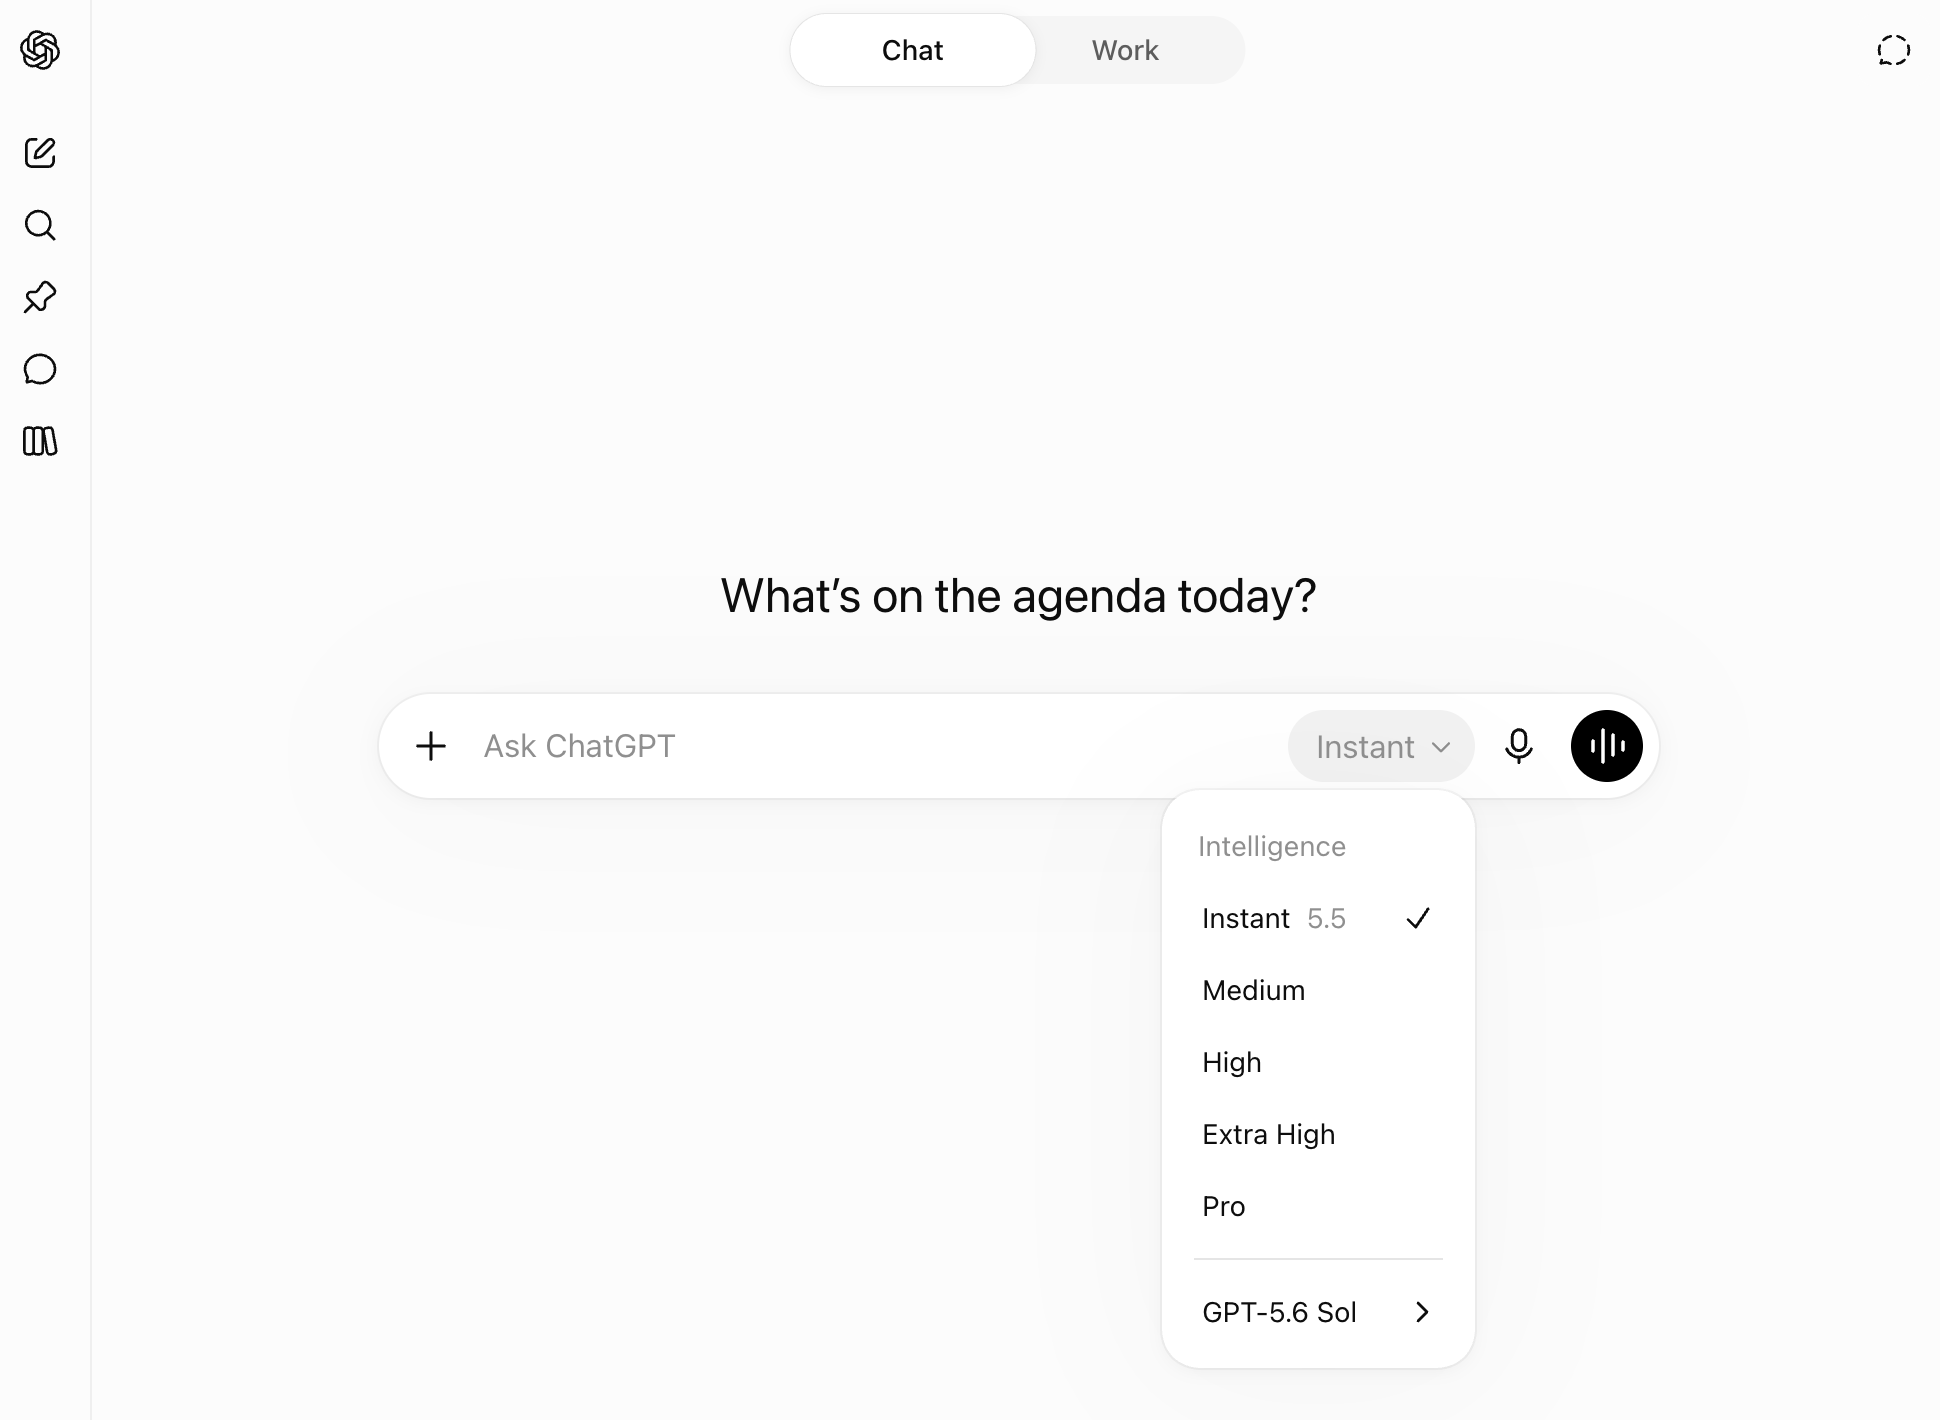 Chat
Work
What’s on the agenda today?
Ask ChatGPT
Instant
Intelligence
Instant 5.5
Medium
High
Extra High
Pro
GPT-5.6 Sol